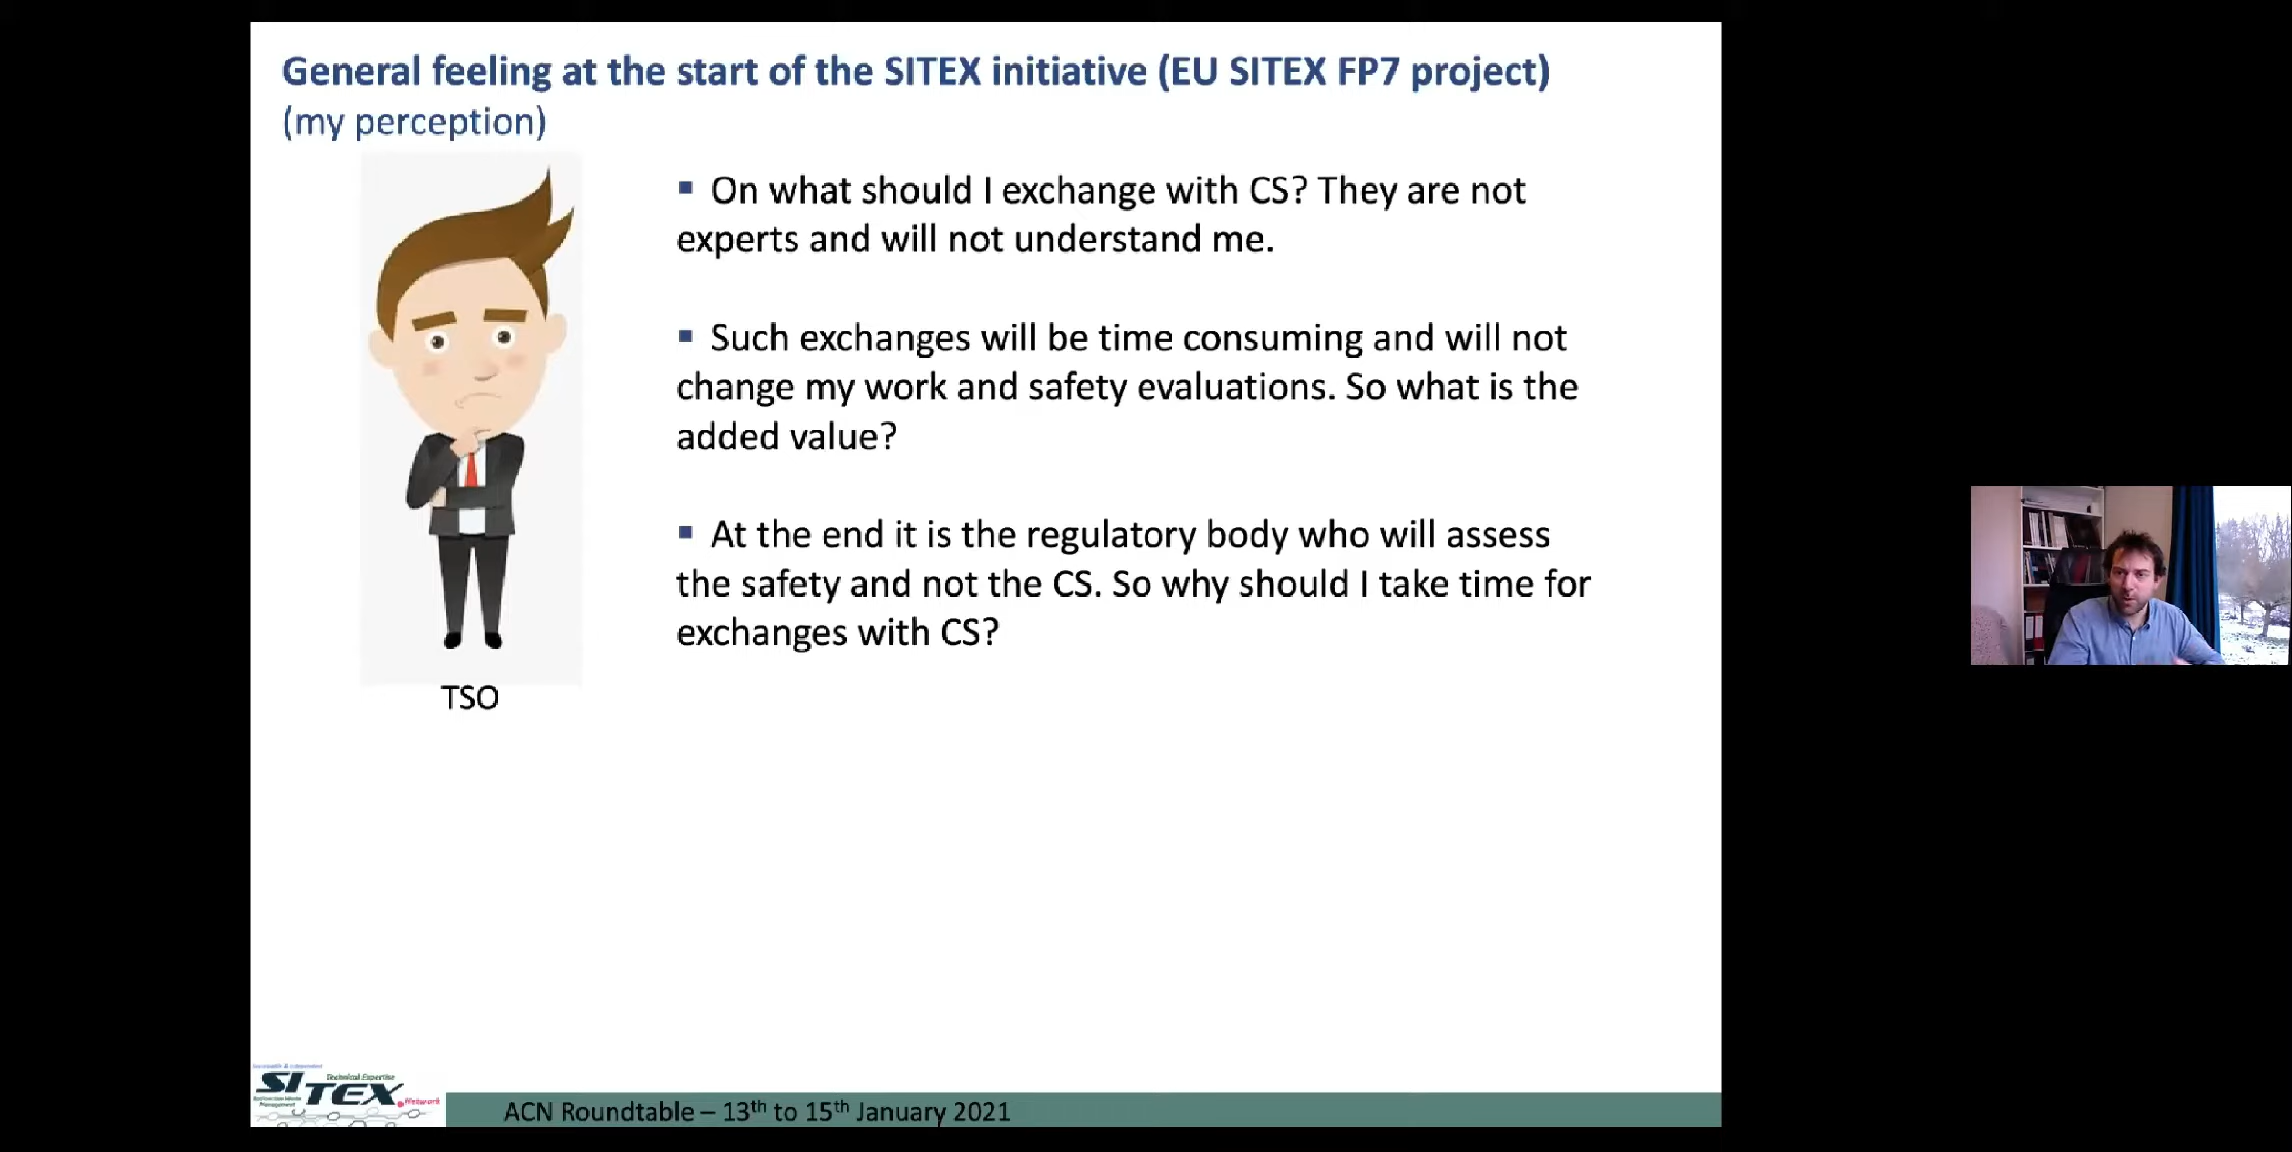 General feeling at the start of the SITEX initiative (EU SITEX FP7 project)
(my perception)
▪ On what should I exchange with CS? They are not
experts and will not understand me.
▪ Such exchanges will be time consuming and will not
change my work and safety evaluations. So what is the
added value?
▪ At the end it is the regulatory body who will assess
the safety and not the CS. So why should I take time for
exchanges with CS?
TSO
Technical Expertise
SITEX
Management
.Network
ACN Roundtable – 13th to 15th January 2021